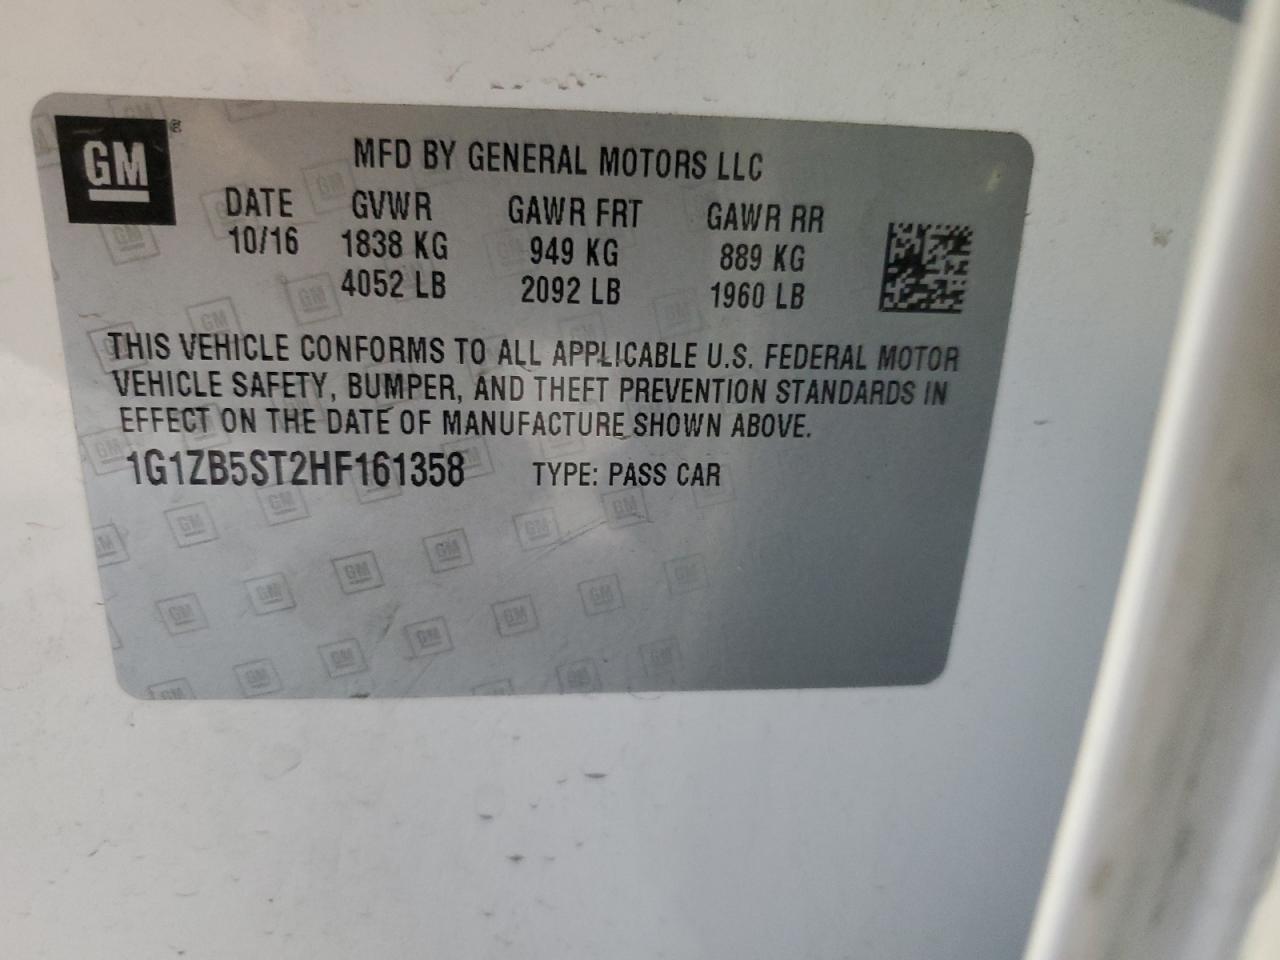 GM ®
MFD BY GENERAL MOTORS LLC
DATE GVWR GAWR FRT GAWR RR
10/16 1838 KG 949 KG 889 KG
4052 LB 2092 LB 1960 LB
THIS VEHICLE CONFORMS TO ALL APPLICABLE U.S. FEDERAL MOTOR
VEHICLE SAFETY, BUMPER, AND THEFT PREVENTION STANDARDS IN
EFFECT ON THE DATE OF MANUFACTURE SHOWN ABOVE.
1G1ZB5ST2HF161358 TYPE: PASS CAR